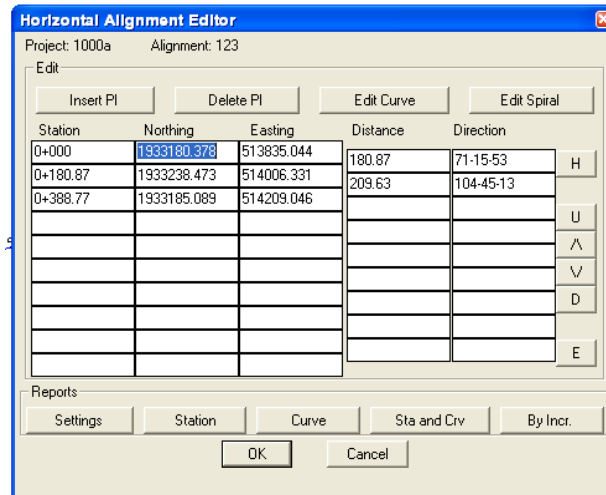 Horizontal Alignment Editor
Project: 1000a Alignment: 123
Edit
Insert PI Delete PI Edit Curve Edit Spiral
Station Northing Easting Distance Direction
0+000 1933180.378 513835.044
180.87 71-15-53 H
0+180.87 1933238.473 514006.331
209.63 104-45-13
0+388.77 1933185.089 514209.046
U
/\
\/
D
E
Reports
Settings Station Curve Sta and Crv By Incr.
OK Cancel